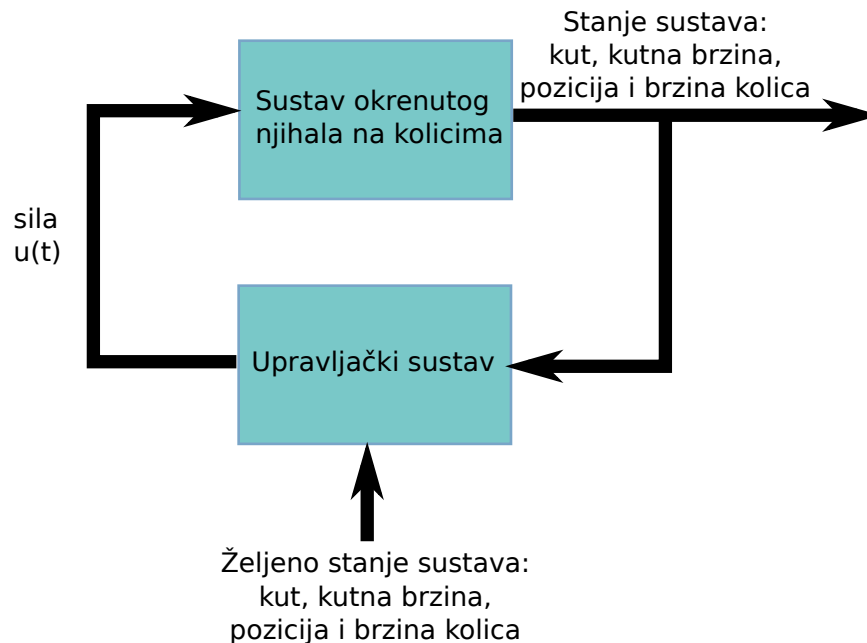 Stanje sustava:
kut, kutna brzina,
pozicija i brzina kolica
Sustav okrenutog
njihala na kolicima
sila
u(t)
Upravljački sustav
Željeno stanje sustava:
kut, kutna brzina,
pozicija i brzina kolica